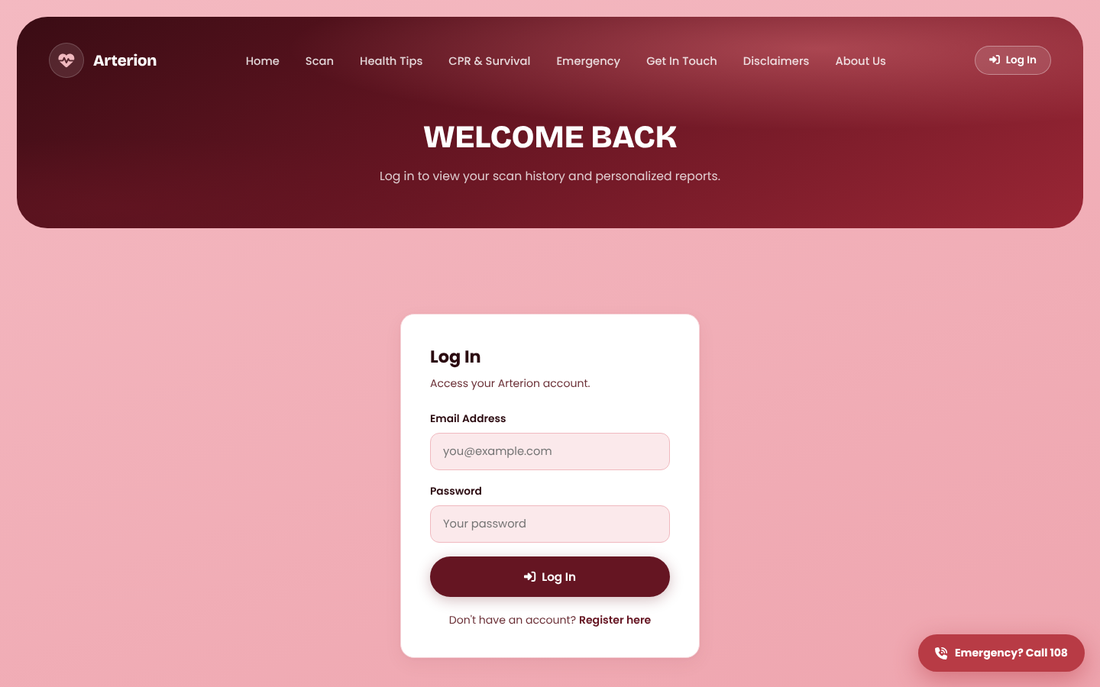 Arterion
Home Scan Health Tips CPR & Survival Emergency Get In Touch Disclaimers About Us
Log In
WELCOME BACK
Log in to view your scan history and personalized reports.
Log In
Access your Arterion account.
Email Address
you@example.com
Password
Your password
Log In
Don't have an account? Register here
Emergency? Call 108